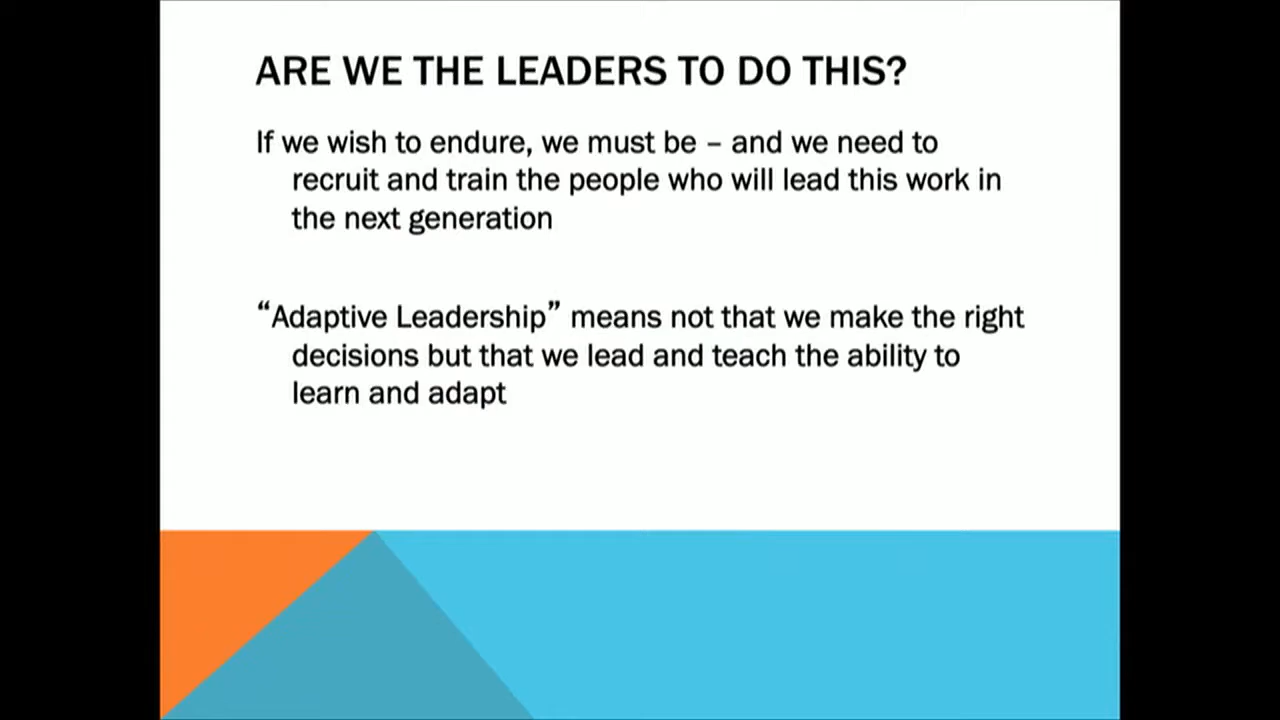 ARE WE THE LEADERS TO DO THIS?
If we wish to endure, we must be – and we need to
recruit and train the people who will lead this work in
the next generation
“Adaptive Leadership” means not that we make the right
decisions but that we lead and teach the ability to
learn and adapt